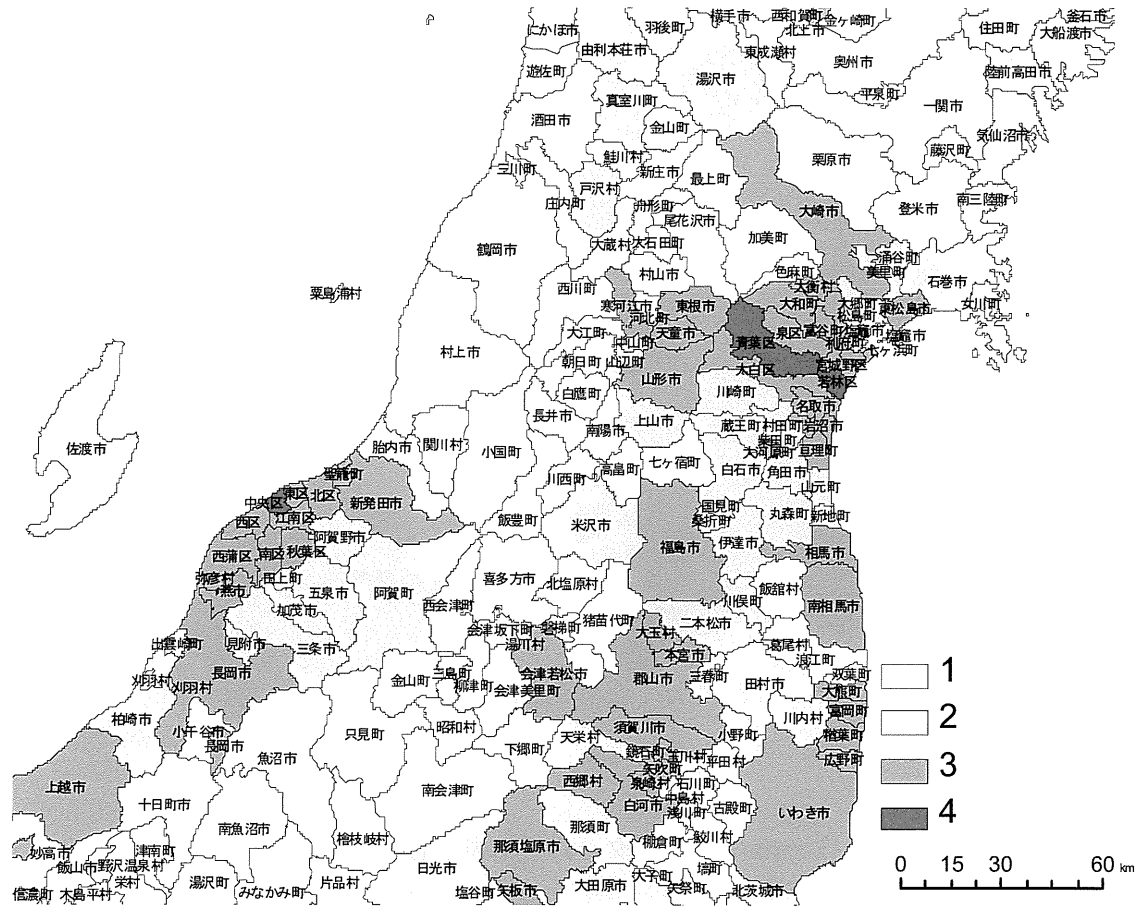 にかほ市
羽後町
横手市
西和賀町
金ヶ崎町
北上市
釜石市
住田町
大船渡市
由利本荘市
東成瀬村
奥州市
遊佐町
湯沢市
陸前高田市
真室川町
平泉町
一関市
酒田市
金山町
気仙沼市
鮭川村
栗原市
藤沢町
三川町
新庄市
最上町
戸沢村
庄内町
舟形町
大崎市
登米市
南三陸町
尾花沢市
鶴岡市
大蔵村
大石田町
加美町
涌谷町
村山市
色麻町
美里町
石巻市
西川町
大衡村
粟島浦村
寒河江市
東根市
大和町
大郷町
東松島市
女川町
河北町
松島町
大江町
天童市
青葉区
泉区
富谷町
塩竈市
塩竈市
中山町
利府町
七ヶ浜町
村上市
朝日町
山辺町
太白区
宮城野区
山形市
若林区
白鷹町
川崎町
名取市
長井市
上山市
蔵王町
村田町
岩沼市
佐渡市
胎内市
関川村
小国町
南陽市
柴田町
大河原町
亘理町
七ヶ宿町
白石市
角田市
聖籠町
川西町
高畠町
山元町
中央区
東区
北区
新発田市
国見町
西区
江南区
飯豊町
米沢市
桑折町
丸森町
新地町
阿賀野市
福島市
伊達市
相馬市
西蒲区
南区
秋葉区
弥彦村
田上町
喜多方市
北塩原村
飯舘村
燕市
五泉市
阿賀町
川俣町
南相馬市
加茂市
西会津町
猪苗代町
二本松市
出雲崎町
見附市
会津坂下町
磐梯町
大玉村
葛尾村
湯川村
三条市
本宮市
浪江町
刈羽村
長岡市
金山町
三島町
会津若松市
双葉町
刈羽村
柳津町
会津美里町
郡山市
三春町
田村市
大熊町
柏崎市
富岡町
小千谷市
昭和村
須賀川市
川内村
長岡市
只見町
天栄村
小野町
楢葉町
魚沼市
下郷町
鏡石町
玉川村
平田村
広野町
上越市
矢吹町
西郷村
泉崎村
石川町
南会津町
中島村
十日町市
白河市
浅川町
古殿町
いわき市
南魚沼市
那須町
鮫川村
妙高市
津南町
檜枝岐村
棚倉町
那須塩原市
飯山市
野沢温泉村
日光市
塙町
栄村
湯沢町
片品村
大子町
信濃町
木島平村
みなかみ町
塩谷町
矢板市
大田原市
矢祭町
北茨城市
1
2
3
4
0 15 30 60 km